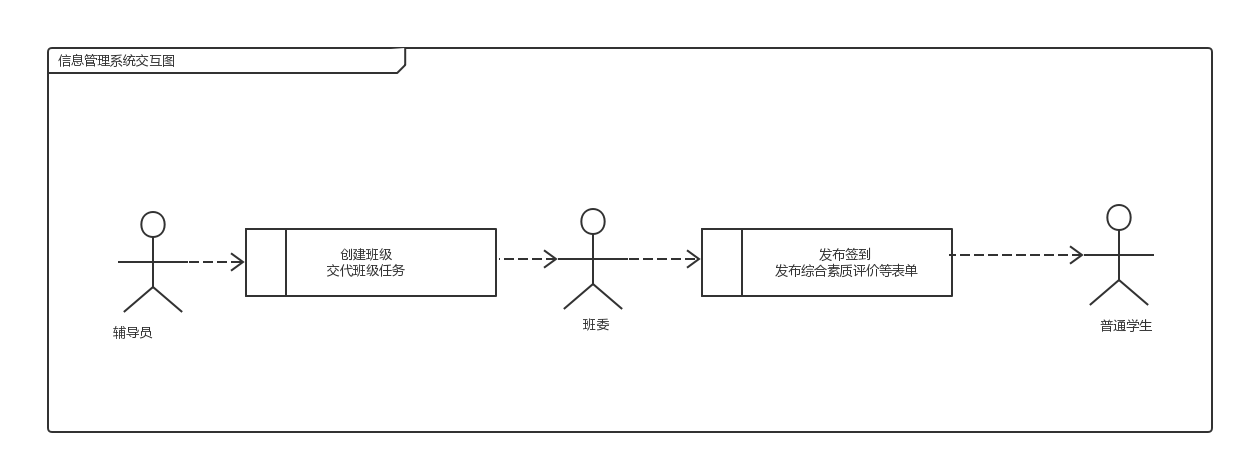 信息管理系统交互图
创建班级
交代班级任务
发布签到
发布综合素质评价等表单
辅导员
班委
普通学生